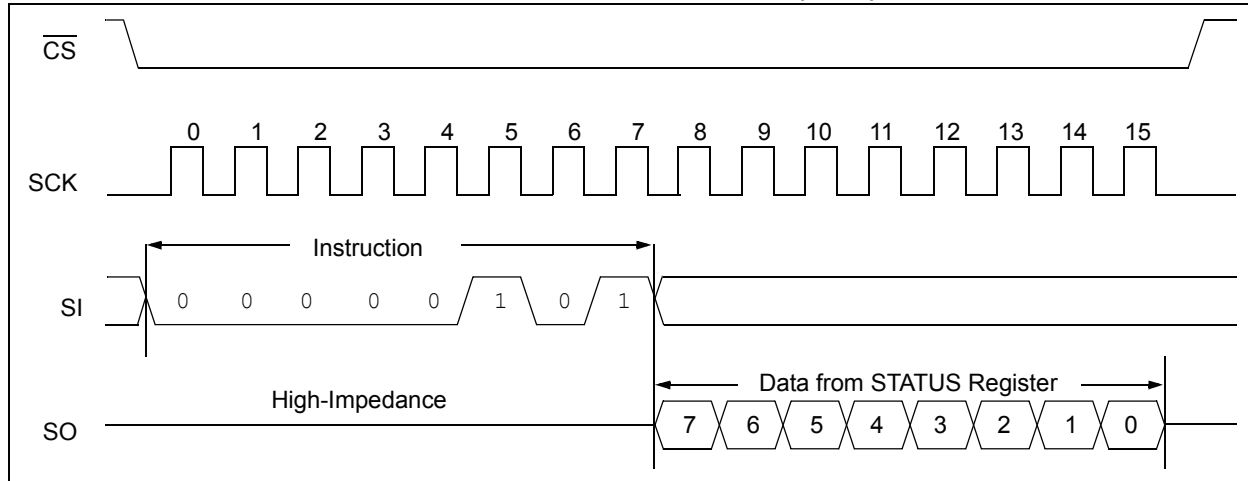 CS
0 1 2 3 4 5 6 7 8 9 10 11 12 13 14 15
SCK
Instruction
SI 0 0 0 0 0 1 0 1
Data from STATUS Register
High-Impedance
SO 7 6 5 4 3 2 1 0